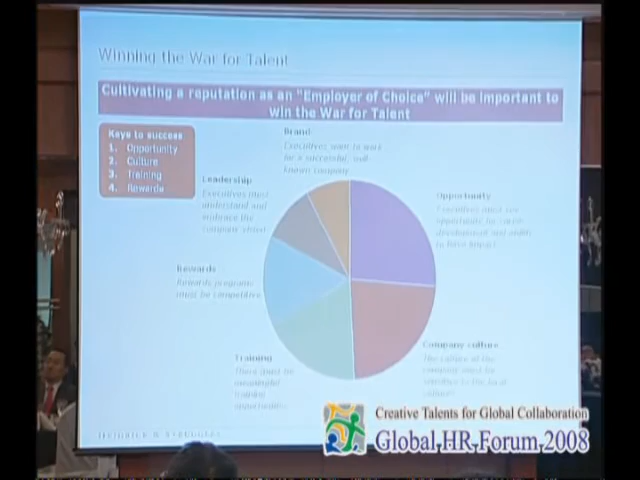 Winning the War for Talent
Cultivating a reputation as an "Employer of Choice" will be important to
win the War for Talent
Keys to success
1. Opportunity
2. Culture
3. Training
4. Rewards
Brand
Executives want to work
for a successful, well-
known company
Leadership
Executives must
understand and
embrace the
company vision
Opportunity
Executives must see
opportunity for career
development and ability
to have impact
Rewards
Rewards programs
must be competitive
Company culture
The culture of the
company must be
sensitive to the local
culture
Training
There must be
meaningful
training
opportunities
Creative Talents for Global Collaboration
Global HR Forum 2008